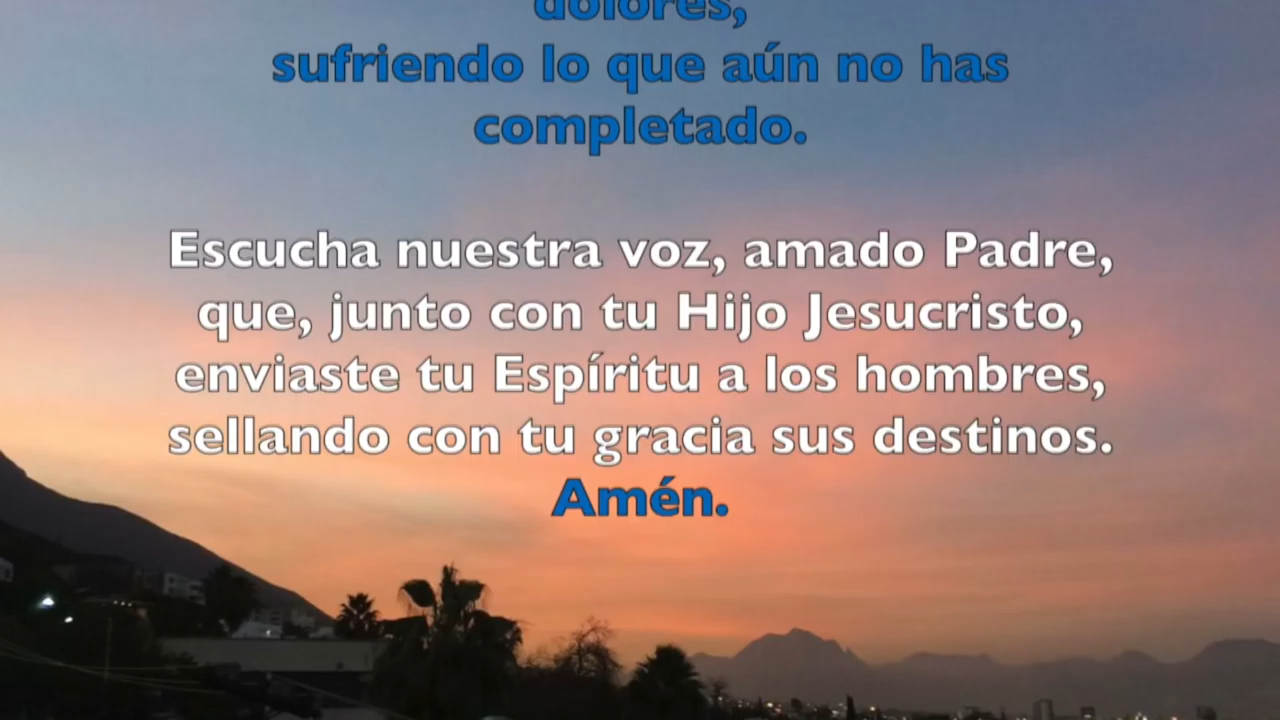 dolores,
sufriendo lo que aún no has
completado.
Escucha nuestra voz, amado Padre,
que, junto con tu Hijo Jesucristo,
enviaste tu Espíritu a los hombres,
sellando con tu gracia sus destinos.
Amén.